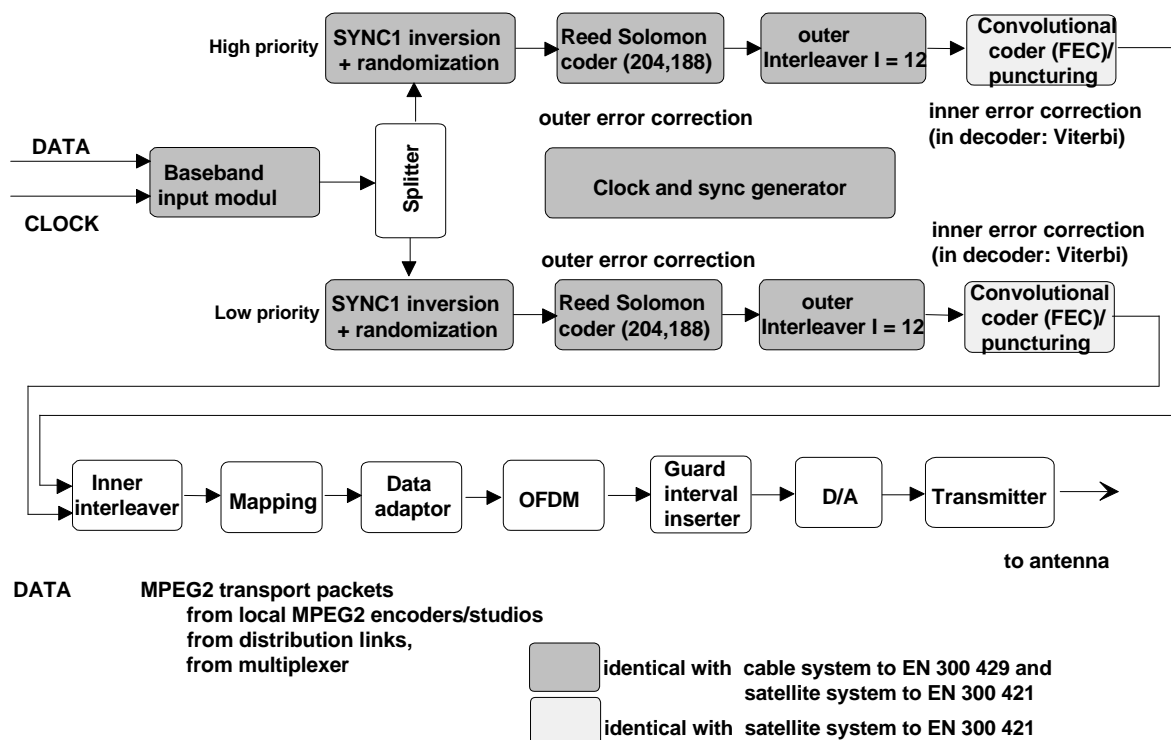 High priority
SYNC1 inversion
+ randomization
Reed Solomon
coder (204,188)
outer
Interleaver I = 12
Convolutional
coder (FEC)/
puncturing
outer error correction
inner error correction
(in decoder: Viterbi)
DATA
CLOCK
Baseband
input modul
Splitter
Clock and sync generator
outer error correction
inner error correction
(in decoder: Viterbi)
Low priority
SYNC1 inversion
+ randomization
Reed Solomon
coder (204,188)
outer
Interleaver I = 12
Convolutional
coder (FEC)/
puncturing
Inner
interleaver
Mapping
Data
adaptor
OFDM
Guard
interval
inserter
D/A
Transmitter
to antenna
DATA MPEG2 transport packets
from local MPEG2 encoders/studios
from distribution links,
from multiplexer
identical with cable system to EN 300 429 and
satellite system to EN 300 421
identical with satellite system to EN 300 421